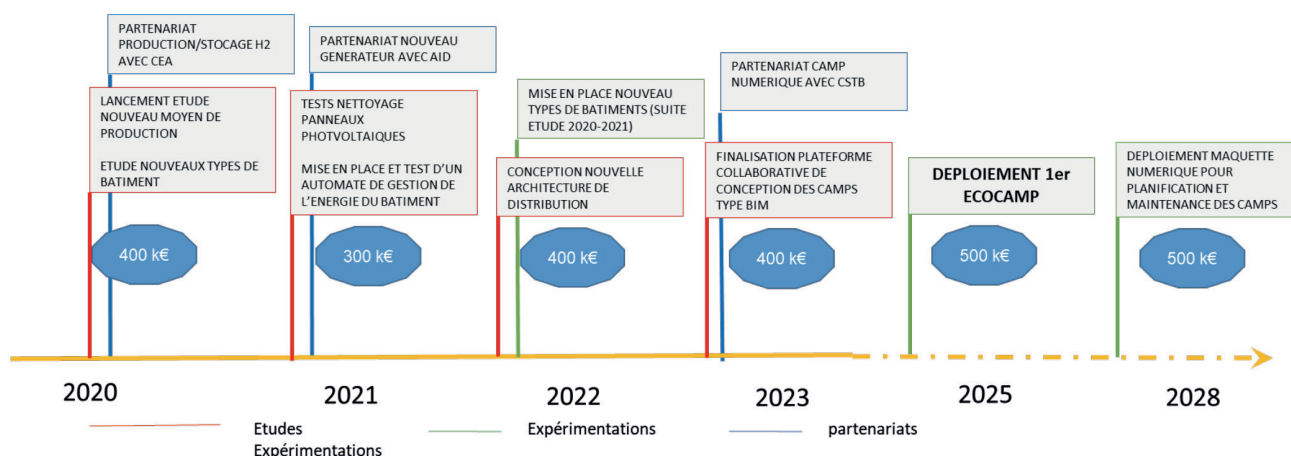 PARTENARIAT
PRODUCTION/STOCAGE H2
AVEC CEA
LANCEMENT ETUDE
NOUVEAU MOYEN DE
PRODUCTION
ETUDE NOUVEAUX TYPES DE
BATIMENT
400 k€
PARTENARIAT NOUVEAU
GENERATEUR AVEC AID
TESTS NETTOYAGE
PANNEAUX
PHOTOVOLTAIQUES
MISE EN PLACE ET TEST D'UN
AUTOMATE DE GESTION DE
L'ENERGIE DU BATIMENT
300 k€
MISE EN PLACE NOUVEAU
TYPES DE BATIMENTS (SUITE
ETUDE 2020-2021)
CONCEPTION NOUVELLE
ARCHITECTURE DE
DISTRIBUTION
400 k€
PARTENARIAT CAMP
NUMERIQUE AVEC CSTB
FINALISATION PLATEFORME
COLLABORATIVE DE
CONCEPTION DES CAMPS
TYPE BIM
400 k€
DEPLOIEMENT 1er
ECOCAMP
500 k€
DEPLOIEMENT MAQUETTE
NUMERIQUE POUR
PLANIFICATION ET
MAINTENANCE DES CAMPS
500 k€
2020
2021
2022
2023
2025
2028
Etudes
Expérimentations
Expérimentations
partenariats